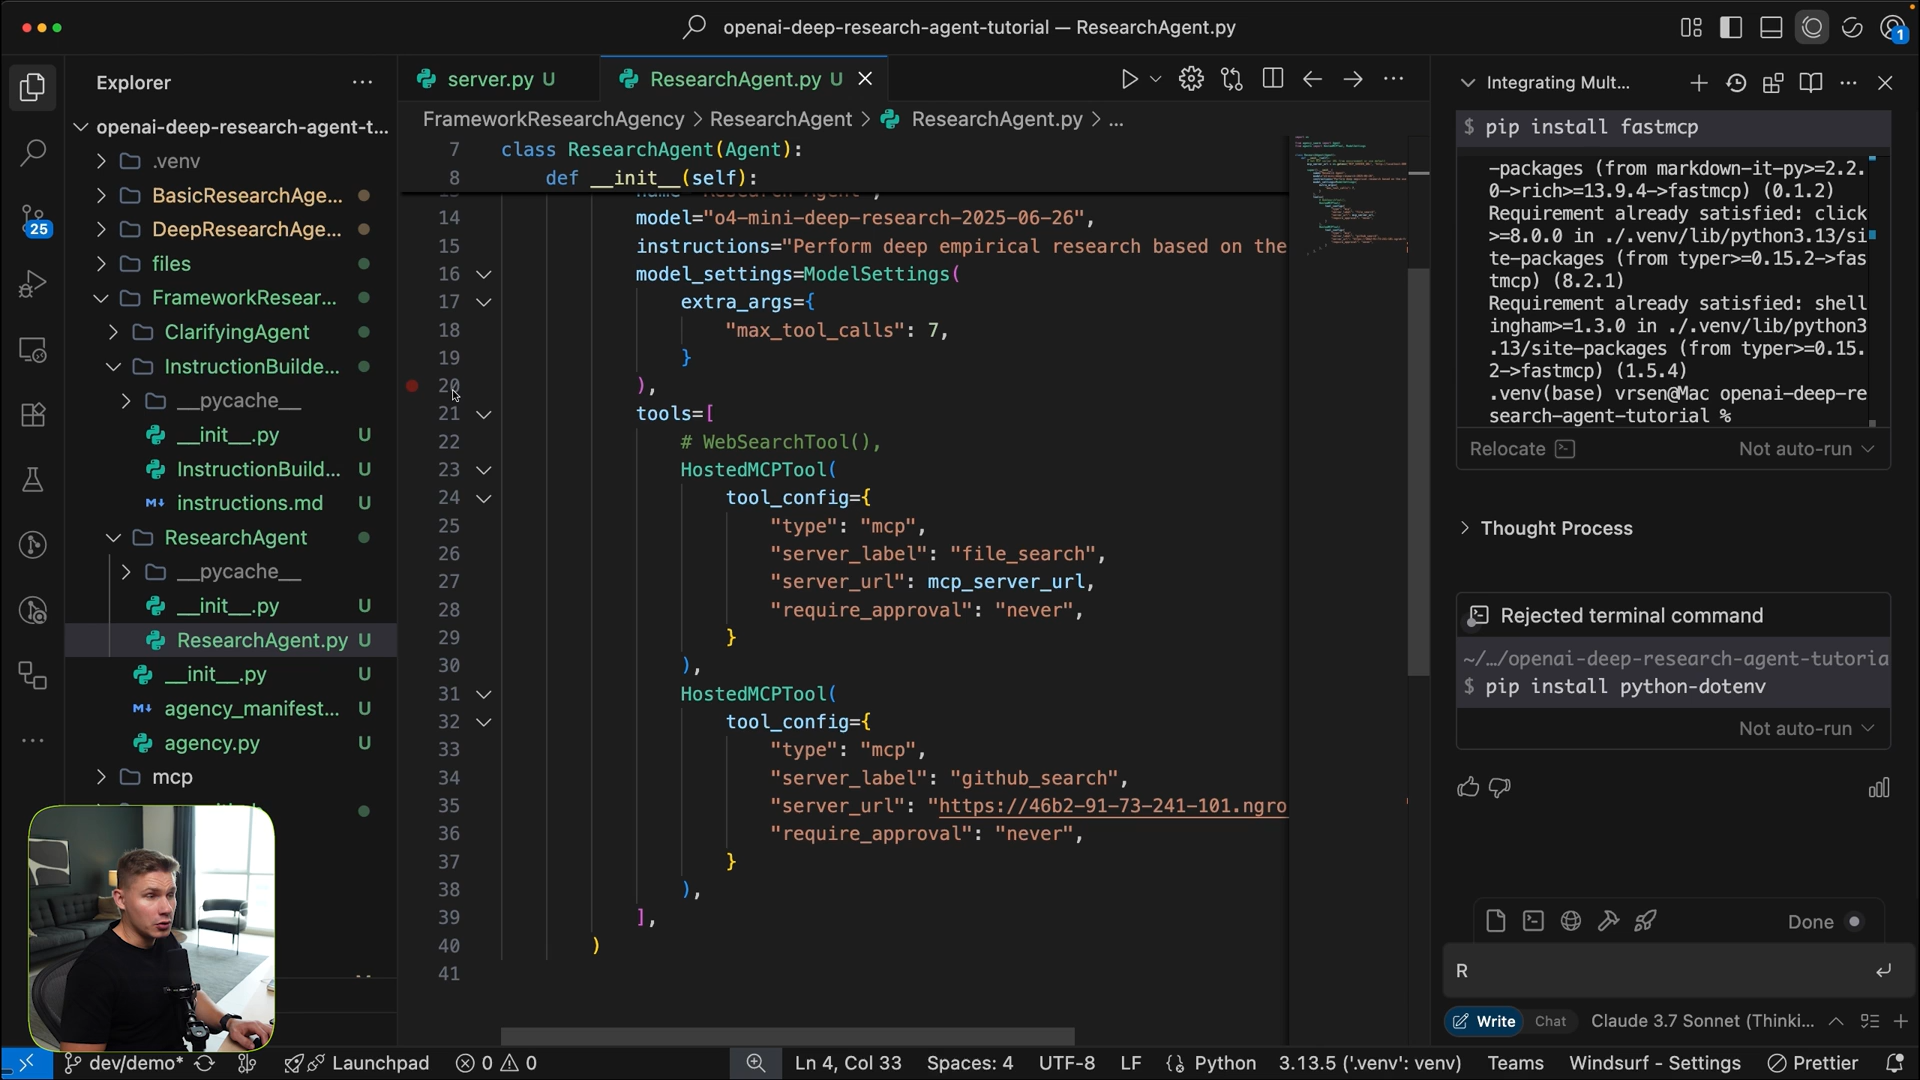 openai-deep-research-agent-tutorial — ResearchAgent.py
1
Explorer
openai-deep-research-agent-t...
.venv
BasicResearchAge...
DeepResearchAge...
files
FrameworkResear...
ClarifyingAgent
InstructionBuilde...
__pycache__
__init__.py U
InstructionBuild... U
instructions.md U
ResearchAgent
__pycache__
__init__.py U
ResearchAgent.py U
__init__.py U
agency_manifest... U
agency.py U
mcp
25
server.py U
ResearchAgent.py U
FrameworkResearchAgency > ResearchAgent > ResearchAgent.py > ...
7 class ResearchAgent(Agent):
8 def __init__(self):
14 model="o4-mini-deep-research-2025-06-26",
15 instructions="Perform deep empirical research based on the
16 model_settings=ModelSettings(
17 extra_args={
18 "max_tool_calls": 7,
19 }
20 ),
21 tools=[
22 # WebSearchTool(),
23 HostedMCPTool(
24 tool_config={
25 "type": "mcp",
26 "server_label": "file_search",
27 "server_url": mcp_server_url,
28 "require_approval": "never",
29 }
30 ),
31 HostedMCPTool(
32 tool_config={
33 "type": "mcp",
34 "server_label": "github_search",
35 "server_url": "https://46b2-91-73-241-101.ngro
36 "require_approval": "never",
37 }
38 ),
39 ],
40 )
41
Integrating Mult...
$ pip install fastmcp
-packages (from markdown-it-py>=2.2.
0->rich>=13.9.4->fastmcp) (0.1.2)
Requirement already satisfied: click
>=8.0.0 in ./.venv/lib/python3.13/si
te-packages (from typer>=0.15.2->fas
tmcp) (8.2.1)
Requirement already satisfied: shell
ingham>=1.3.0 in ./.venv/lib/python3
.13/site-packages (from typer>=0.15.
2->fastmcp) (1.5.4)
.venv(base) vrsen@Mac openai-deep-re
search-agent-tutorial %
Relocate Not auto-run
Thought Process
Rejected terminal command
~/…/openai-deep-research-agent-tutoria
$ pip install python-dotenv
Not auto-run
Done
R
Write Chat Claude 3.7 Sonnet (Thinki...
dev/demo* Launchpad 0 0 Ln 4, Col 33 Spaces: 4 UTF-8 LF Python 3.13.5 ('.venv': venv) Teams Windsurf - Settings Prettier